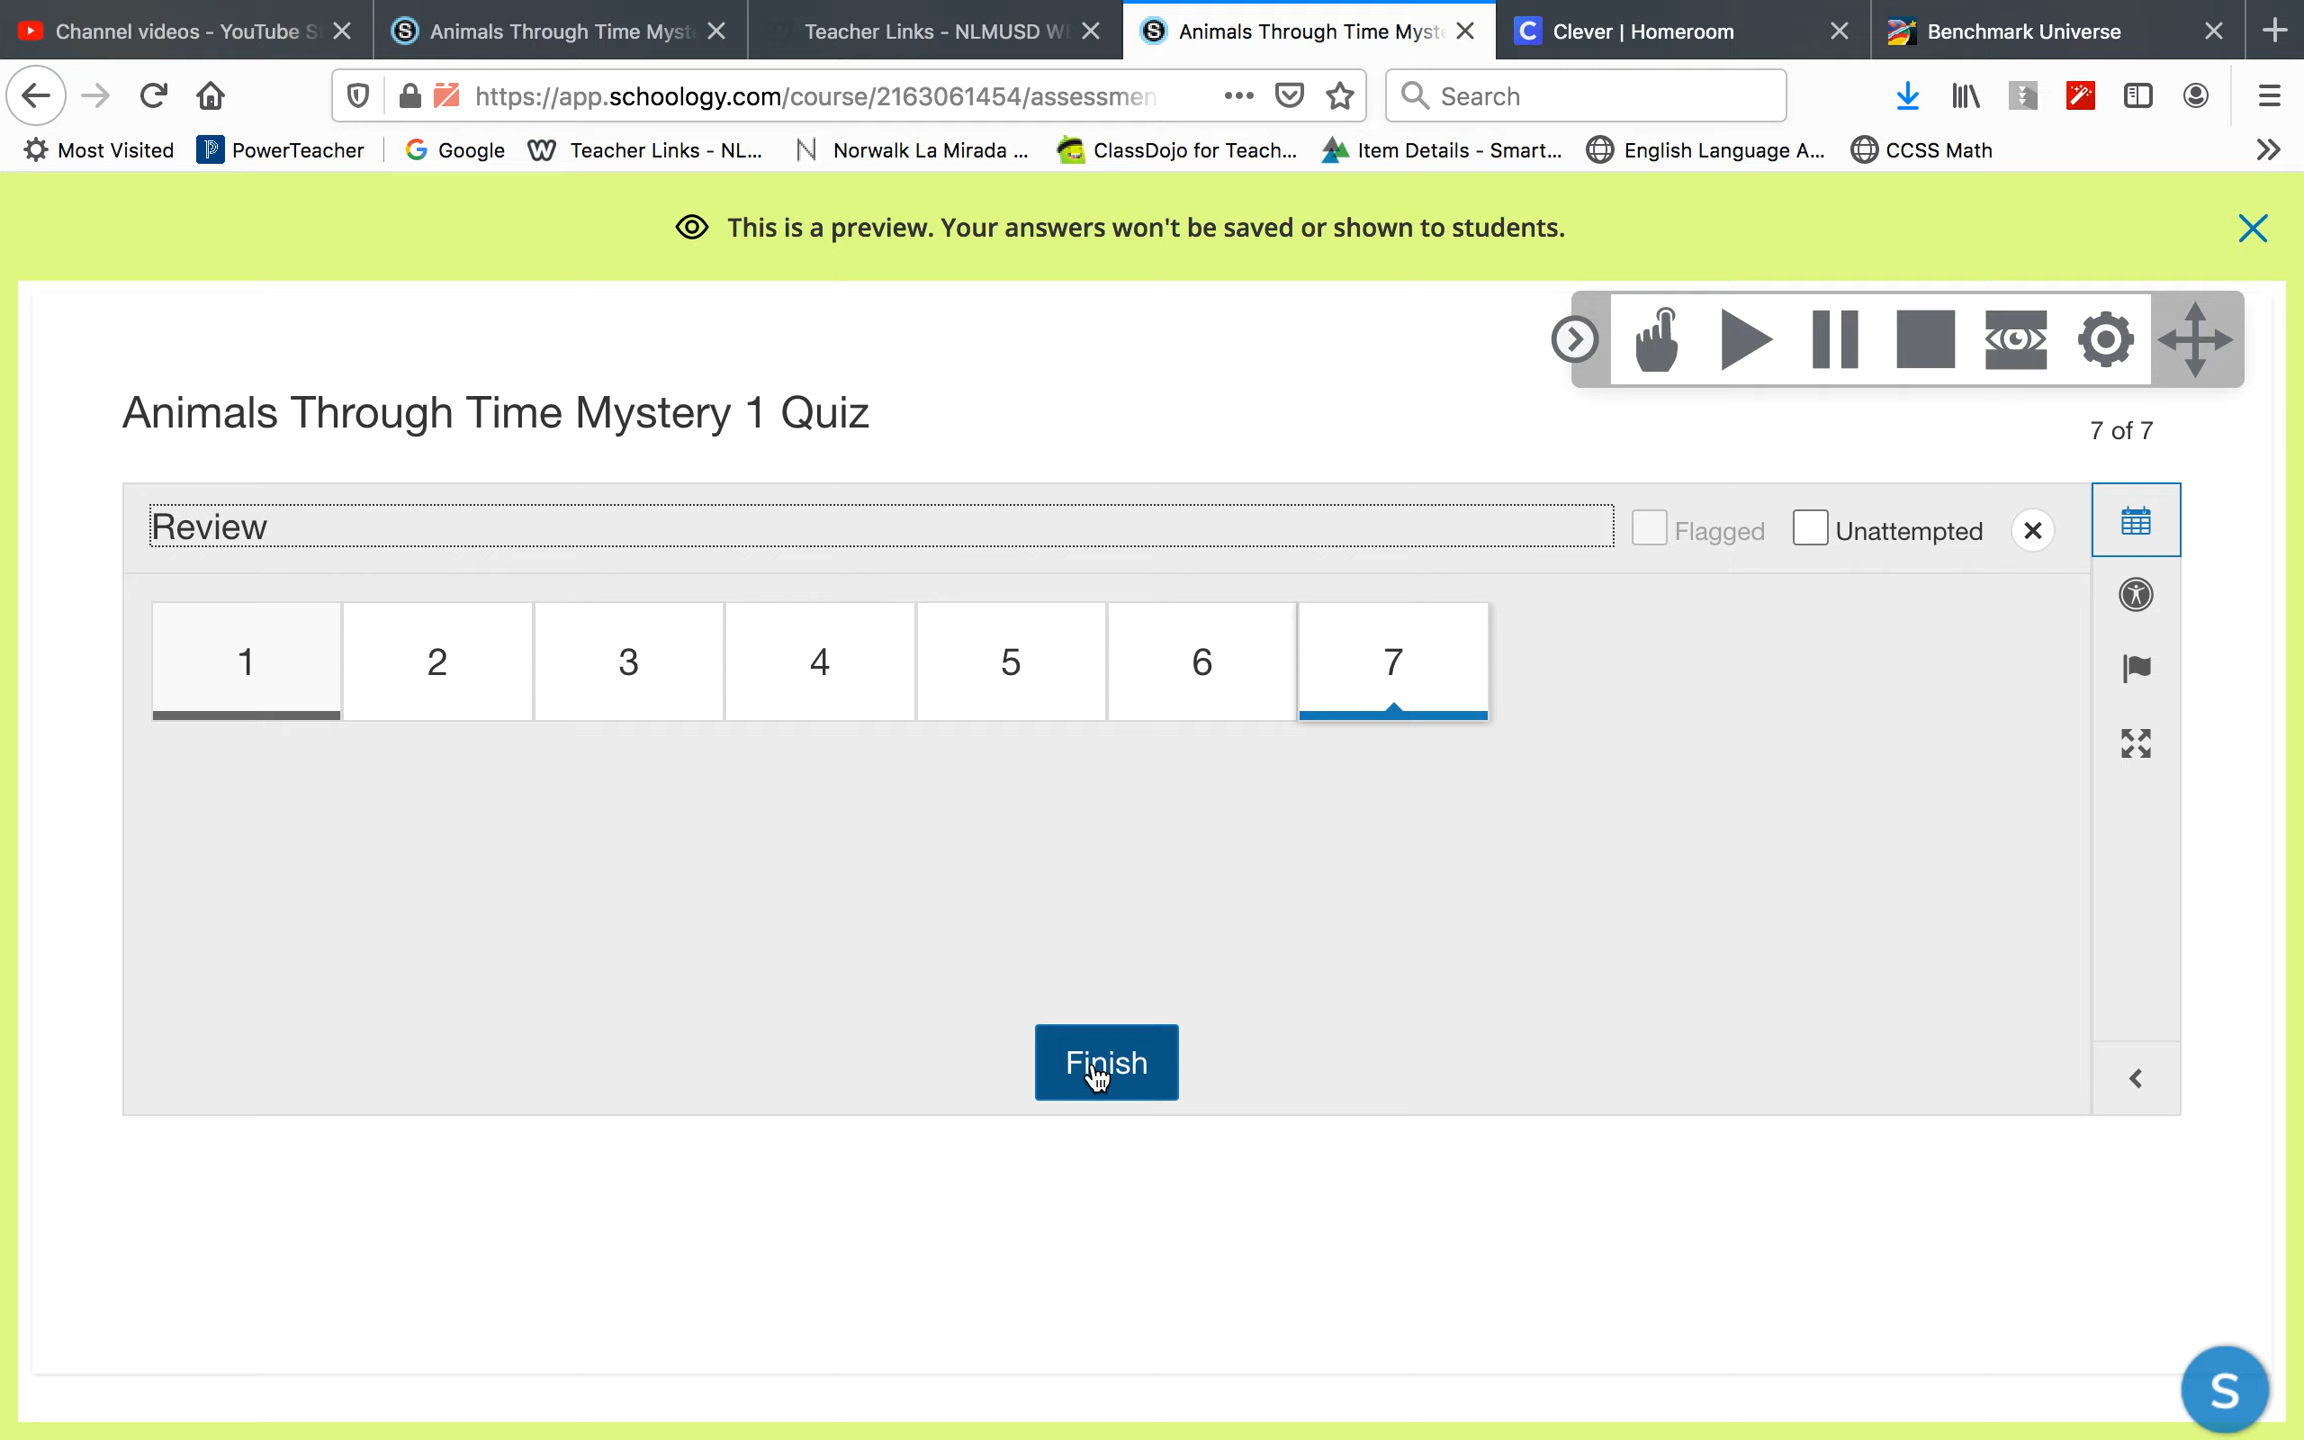 Channel videos - YouTube S
Animals Through Time Myst
Teacher Links - NLMUSD W
Animals Through Time Myst
Clever | Homeroom
Benchmark Universe
https://app.schoology.com/course/2163061454/assessmen
Search
Most Visited
PowerTeacher
Google
Teacher Links - NL...
Norwalk La Mirada ...
ClassDojo for Teach...
Item Details - Smart...
English Language A...
CCSS Math
This is a preview. Your answers won't be saved or shown to students.
Animals Through Time Mystery 1 Quiz
7 of 7
Review
Flagged
Unattempted
1 2 3 4 5 6 7
Finish
S